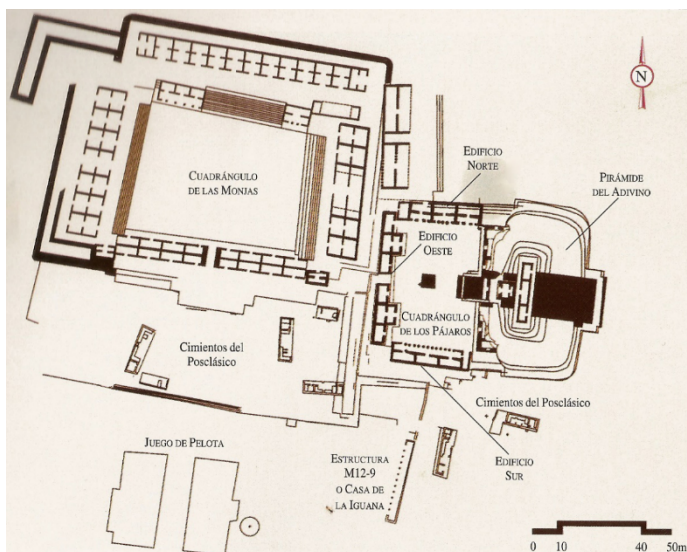 N
CUADRÁNGULO
DE LAS MONJAS
EDIFICIO
NORTE
PIRÁMIDE
DEL ADIVINO
EDIFICIO
OESTE
CUADRÁNGULO
DE LOS PÁJAROS
Cimientos del
Posclásico
Cimientos del Posclásico
JUEGO DE PELOTA
ESTRUCTURA
M12-9
O CASA DE
LA IGUANA
EDIFICIO
SUR
0 10 40 50m